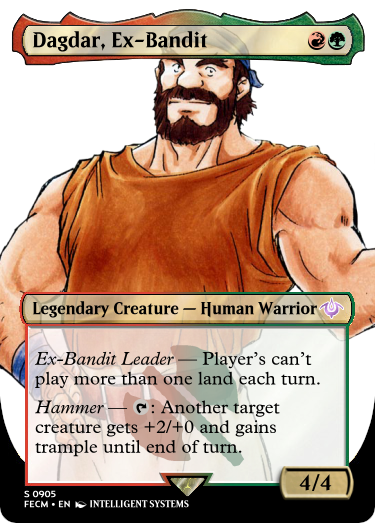 Dagdar, Ex-Bandit
Legendary Creature — Human Warrior
Ex-Bandit Leader — Player's can't
play more than one land each turn.
Hammer — : Another target
creature gets +2/+0 and gains
trample until end of turn.
4/4
S 0905
FECM • EN INTELLIGENT SYSTEMS